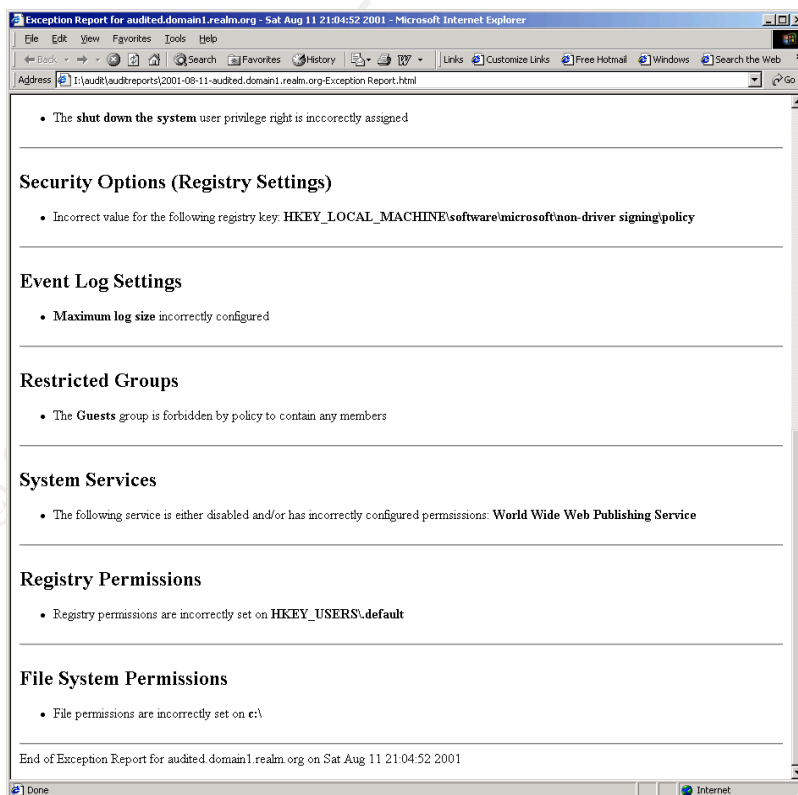 Exception Report for audited.domain1.realm.org - Sat Aug 11 21:04:52 2001 - Microsoft Internet Explorer
File Edit View Favorites Tools Help
Back Search Favorites History Links Customize Links Free Hotmail Windows Search the Web
Address I:\audit\auditreports\2001-08-11-audited.domain1.realm.org-Exception Report.html Go
• The shut down the system user privilege right is inccorectly assigned
Security Options (Registry Settings)
• Incorrect value for the following registry key: HKEY_LOCAL_MACHINE\software\microsoft\non-driver signing\policy
Event Log Settings
• Maximum log size incorrectly configured
Restricted Groups
• The Guests group is forbidden by policy to contain any members
System Services
• The following service is either disabled and/or has incorrectly configured permsissions: World Wide Web Publishing Service
Registry Permissions
• Registry permissions are incorrectly set on HKEY_USERS\.default
File System Permissions
• File permissions are incorrectly set on c:\
End of Exception Report for audited.domain1.realm.org on Sat Aug 11 21:04:52 2001
Done Internet